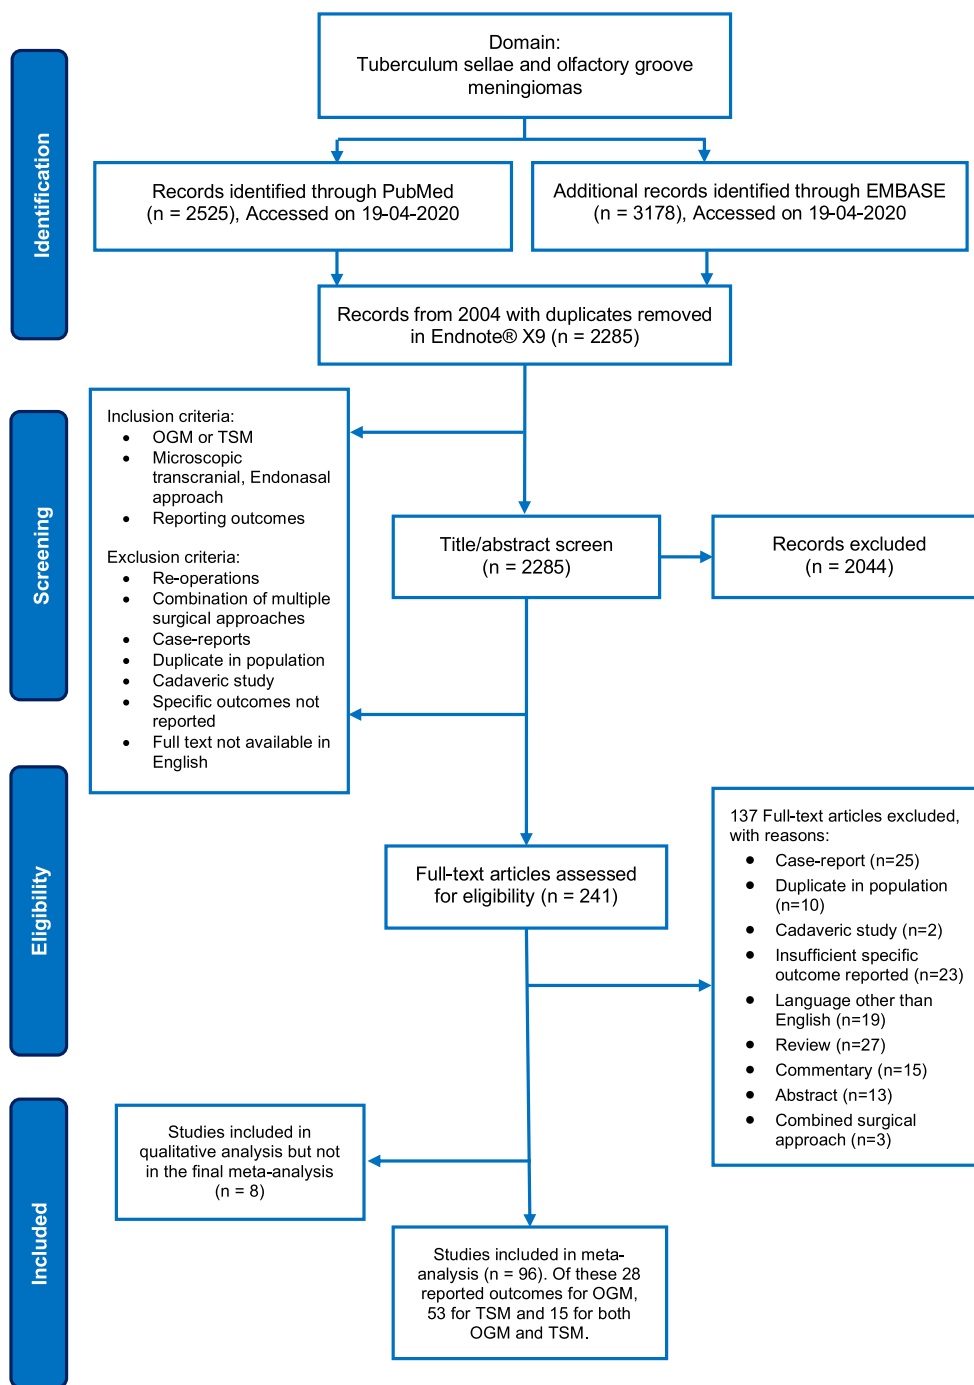 Identification
Domain:
Tuberculum sellae and olfactory groove
meningiomas
Records identified through PubMed
(n = 2525), Accessed on 19-04-2020
Additional records identified through EMBASE
(n = 3178), Accessed on 19-04-2020
Records from 2004 with duplicates removed
in Endnote® X9 (n = 2285)
Screening
Inclusion criteria:
• OGM or TSM
• Microscopic
transcranial, Endonasal
approach
• Reporting outcomes
Exclusion criteria:
• Re-operations
• Combination of multiple
surgical approaches
• Case-reports
• Duplicate in population
• Cadaveric study
• Specific outcomes not
reported
• Full text not available in
English
Title/abstract screen
(n = 2285)
Records excluded
(n = 2044)
Eligibility
Full-text articles assessed
for eligibility (n = 241)
137 Full-text articles excluded,
with reasons:
• Case-report (n=25)
• Duplicate in population
(n=10)
• Cadaveric study (n=2)
• Insufficient specific
outcome reported (n=23)
• Language other than
English (n=19)
• Review (n=27)
• Commentary (n=15)
• Abstract (n=13)
• Combined surgical
approach (n=3)
Included
Studies included in
qualitative analysis but not
in the final meta-analysis
(n = 8)
Studies included in meta-
analysis (n = 96). Of these 28
reported outcomes for OGM,
53 for TSM and 15 for both
OGM and TSM.